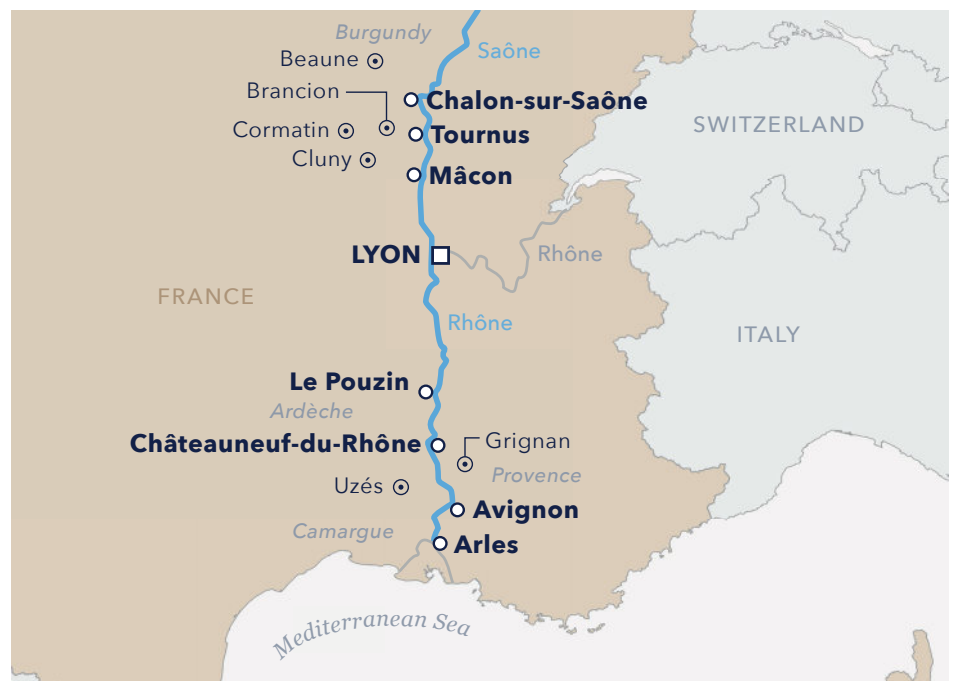 Burgundy
Saône
Beaune
Brancion
Chalon-sur-Saône
SWITZERLAND
Cormatin
Tournus
Cluny
Mâcon
LYON
Rhône
FRANCE
Rhône
ITALY
Le Pouzin
Ardèche
Châteauneuf-du-Rhône
Grignan
Provence
Uzés
Avignon
Camargue
Arles
Mediterranean Sea